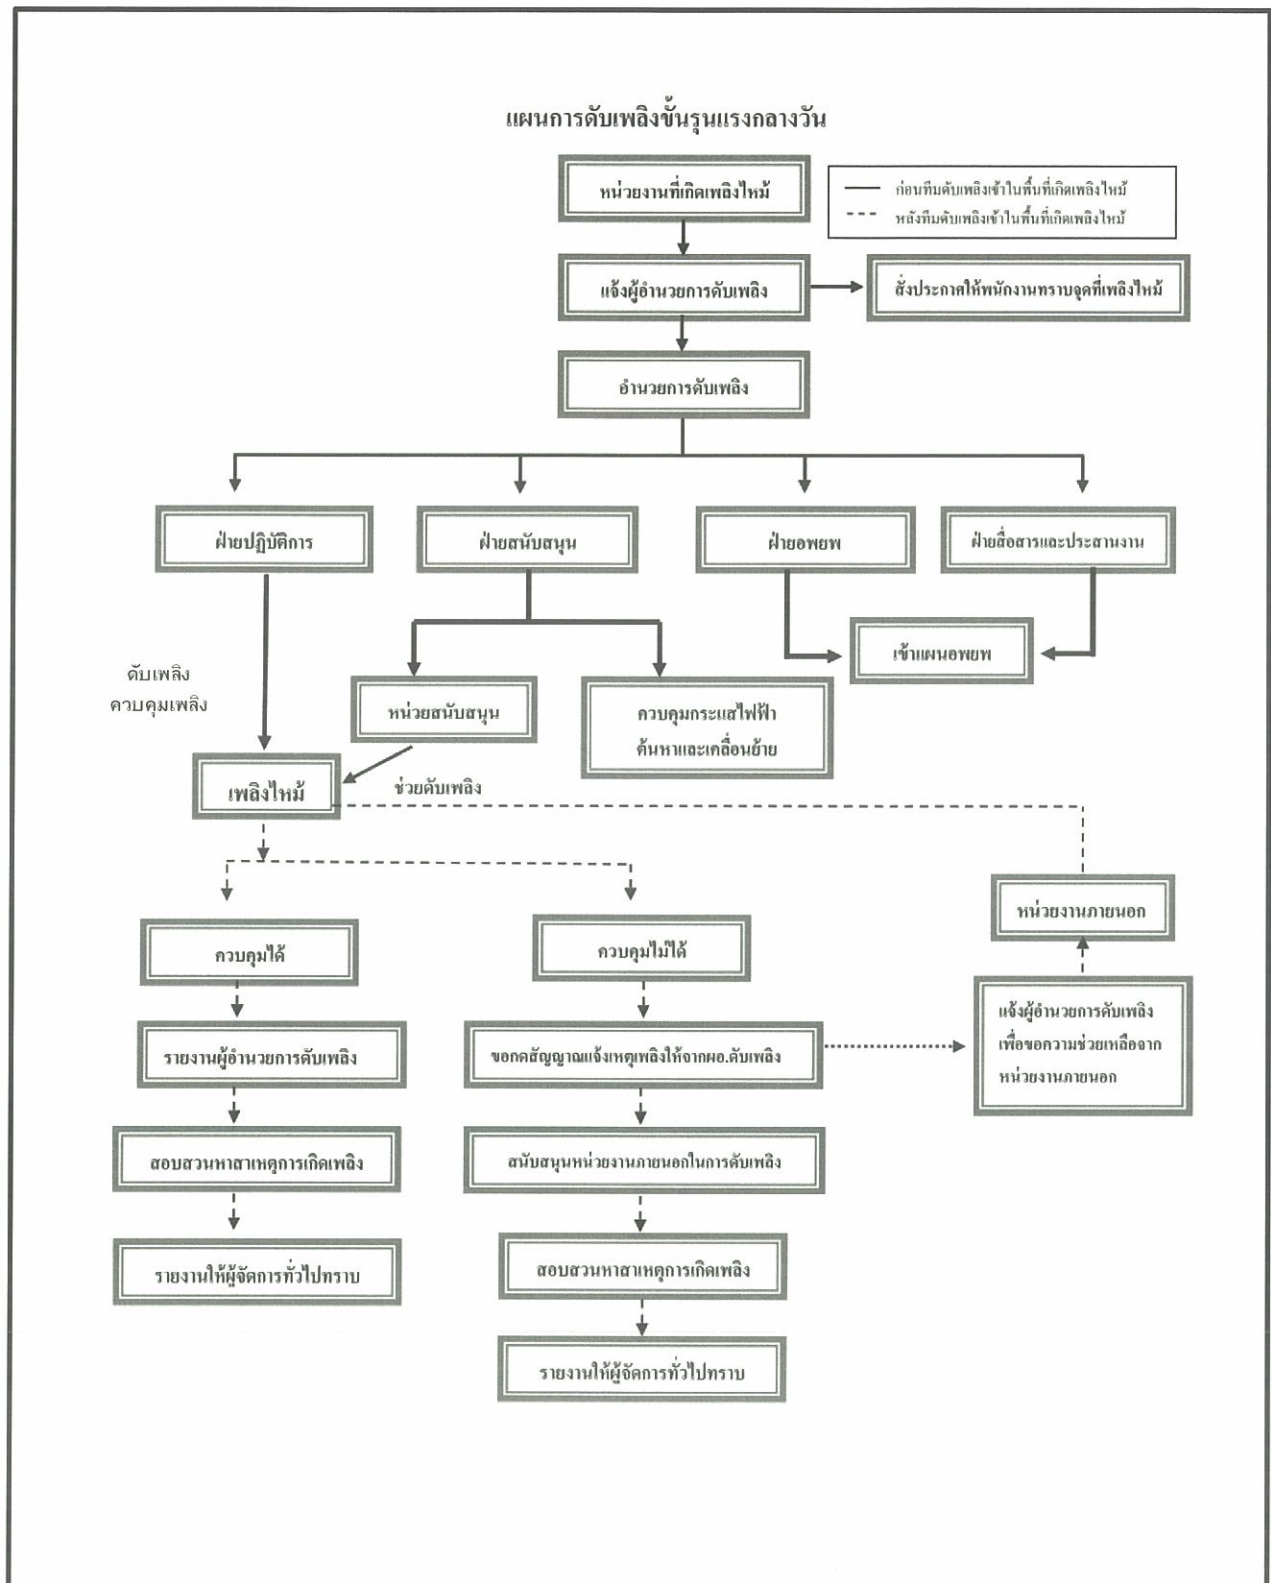 แผนการดับเพลิงขั้นรุนแรงกลางวัน
หน่วยงานที่เกิดเพลิงไหม้
ก่อนทีมดับเพลิงเข้าในพื้นที่เกิดเพลิงไหม้
หลังทีมดับเพลิงเข้าในพื้นที่เกิดเพลิงไหม้
แจ้งผู้อำนวยการดับเพลิง
สั่งประกาศให้พนักงานทราบจุดที่เพลิงไหม้
อำนวยการดับเพลิง
ฝ่ายปฏิบัติการ
ฝ่ายสนับสนุน
ฝ่ายอพยพ
ฝ่ายสื่อสารและประสานงาน
เข้าแผนอพยพ
ดับเพลิง
ควบคุมเพลิง
หน่วยสนับสนุน
ควบคุมกระแสไฟฟ้า
ค้นหาและเคลื่อนย้าย
เพลิงไหม้
ช่วยดับเพลิง
หน่วยงานภายนอก
ควบคุมได้
ควบคุมไม่ได้
แจ้งผู้อำนวยการดับเพลิง
เพื่อขอความช่วยเหลือจาก
หน่วยงานภายนอก
รายงานผู้อำนวยการดับเพลิง
ขอกดสัญญาณแจ้งเหตุเพลิงให้จากผอ.ดับเพลิง
สอบสวนหาสาเหตุการเกิดเพลิง
สนับสนุนหน่วยงานภายนอกในการดับเพลิง
รายงานให้ผู้จัดการทั่วไปทราบ
สอบสวนหาสาเหตุการเกิดเพลิง
รายงานให้ผู้จัดการทั่วไปทราบ